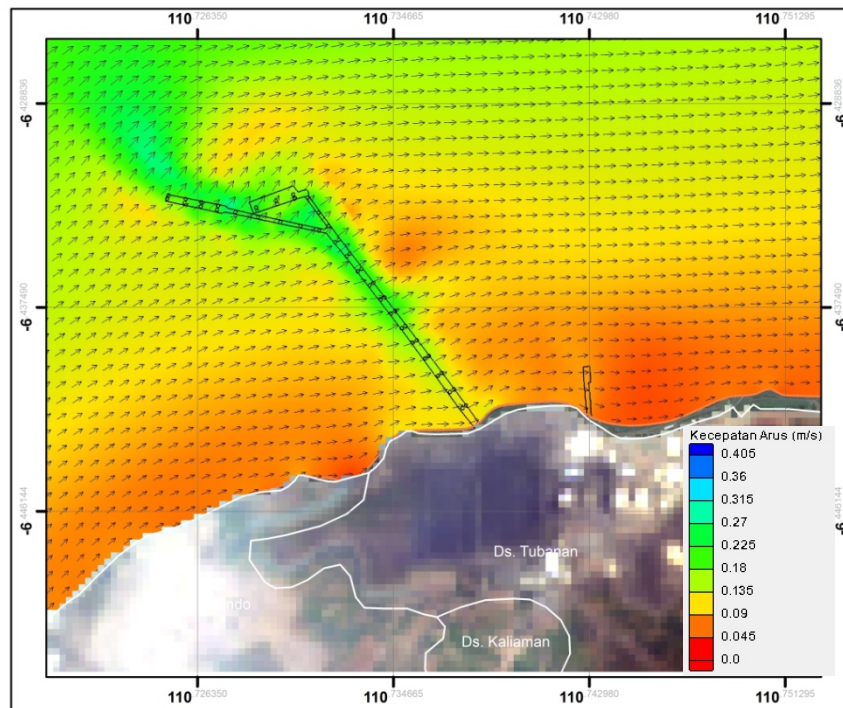 110 726350 110 734665 110 742980 110 751295
-6 428836
-6 437490
-6 446144
-6 428836
-6 437490
-6 446144
Kecepatan Arus (m/s)
0.405
0.36
0.315
0.27
0.225
0.18
0.135
0.09
0.045
0.0
Ds. Tubanan
ndo
Ds. Kaliaman
110 726350 110 734665 110 742980 110 751295